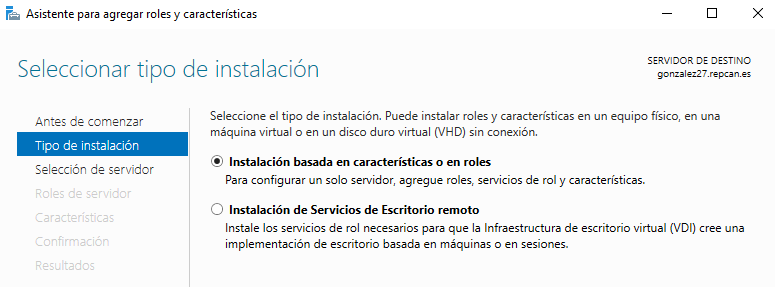 Asistente para agregar roles y características
Seleccionar tipo de instalación
SERVIDOR DE DESTINO
gonzalez27.repcan.es
Antes de comenzar
Tipo de instalación
Selección de servidor
Roles de servidor
Características
Confirmación
Resultados
Seleccione el tipo de instalación. Puede instalar roles y características en un equipo físico, en una
máquina virtual o en un disco duro virtual (VHD) sin conexión.
Instalación basada en características o en roles
Para configurar un solo servidor, agregue roles, servicios de rol y características.
Instalación de Servicios de Escritorio remoto
Instale los servicios de rol necesarios para que la Infraestructura de escritorio virtual (VDI) cree una
implementación de escritorio basada en máquinas o en sesiones.